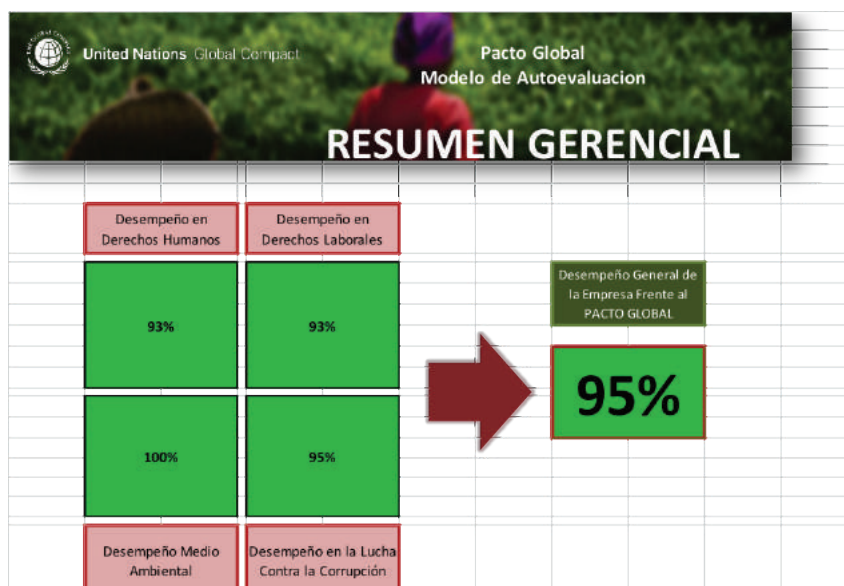 United Nations Global Compact
Pacto Global
Modelo de Autoevaluacion
RESUMEN GERENCIAL
Desempeño en
Derechos Humanos
Desempeño en
Derechos Laborales
93%
93%
100%
95%
Desempeño Medio
Ambiental
Desempeño en la Lucha
Contra la Corrupción
Desempeño General de
la Empresa Frente al
PACTO GLOBAL
95%